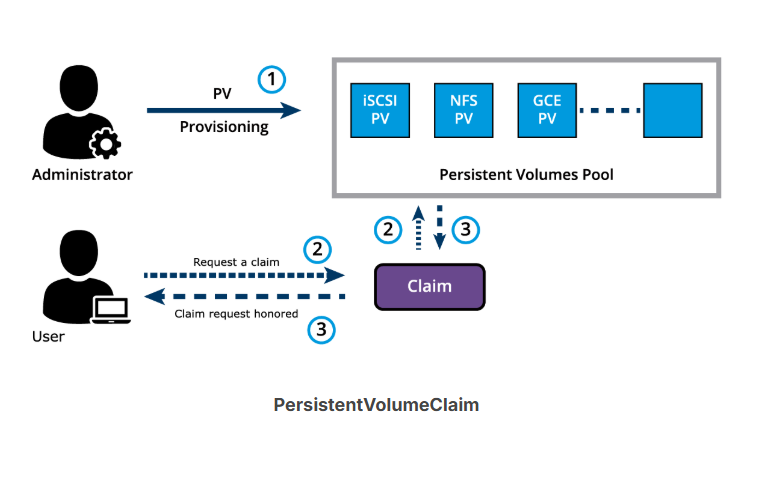 1
PV
Provisioning
Administrator
iSCSI
PV
NFS
PV
GCE
PV
Persistent Volumes Pool
2
3
2
Request a claim
Claim request honored
3
User
Claim
PersistentVolumeClaim